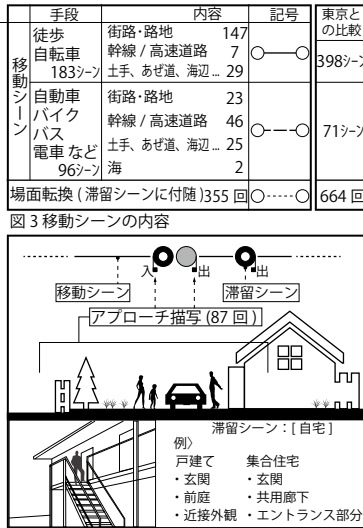 手段 内容 記号 東京との比較
移動シーン
徒歩 自転車 183シーン
街路・路地 147
幹線 / 高速道路 7
土手、あぜ道、海辺... 29
398シーン
自動車 バイク バス 電車 など 96シーン
街路・路地 23
幹線 / 高速道路 46
土手、あぜ道、海辺... 25
海 2
71シーン
場面転換 ( 滞留シーンに付随 )355 回 664 回
図 3 移動シーンの内容
入 出 出
移動シーン 滞留シーン
アプローチ描写 (87 回 )
滞留シーン : [ 自宅 ]
例〉
戸建て 集合住宅
・玄関 ・玄関
・前庭 ・共用廊下
・近接外観 ・エントランス部分